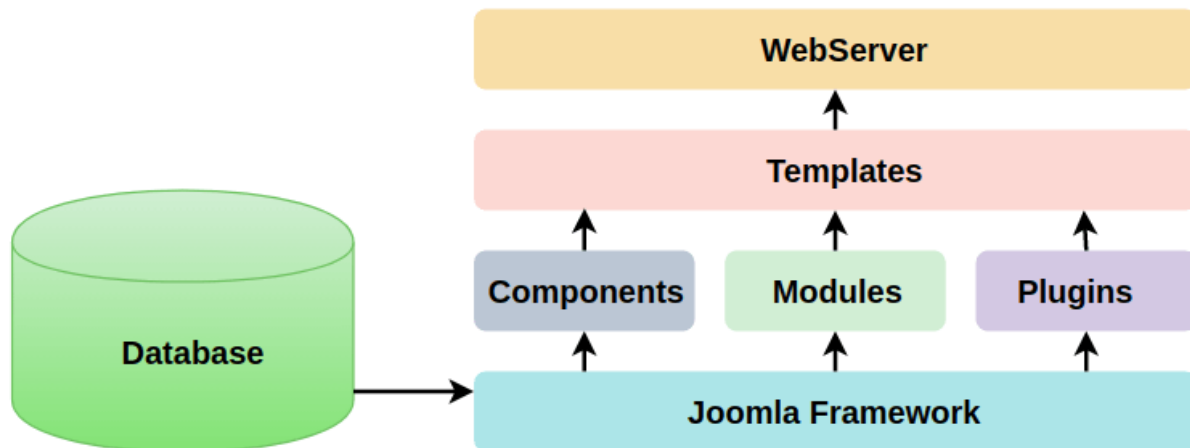 WebServer
Templates
Components
Modules
Plugins
Database
Joomla Framework